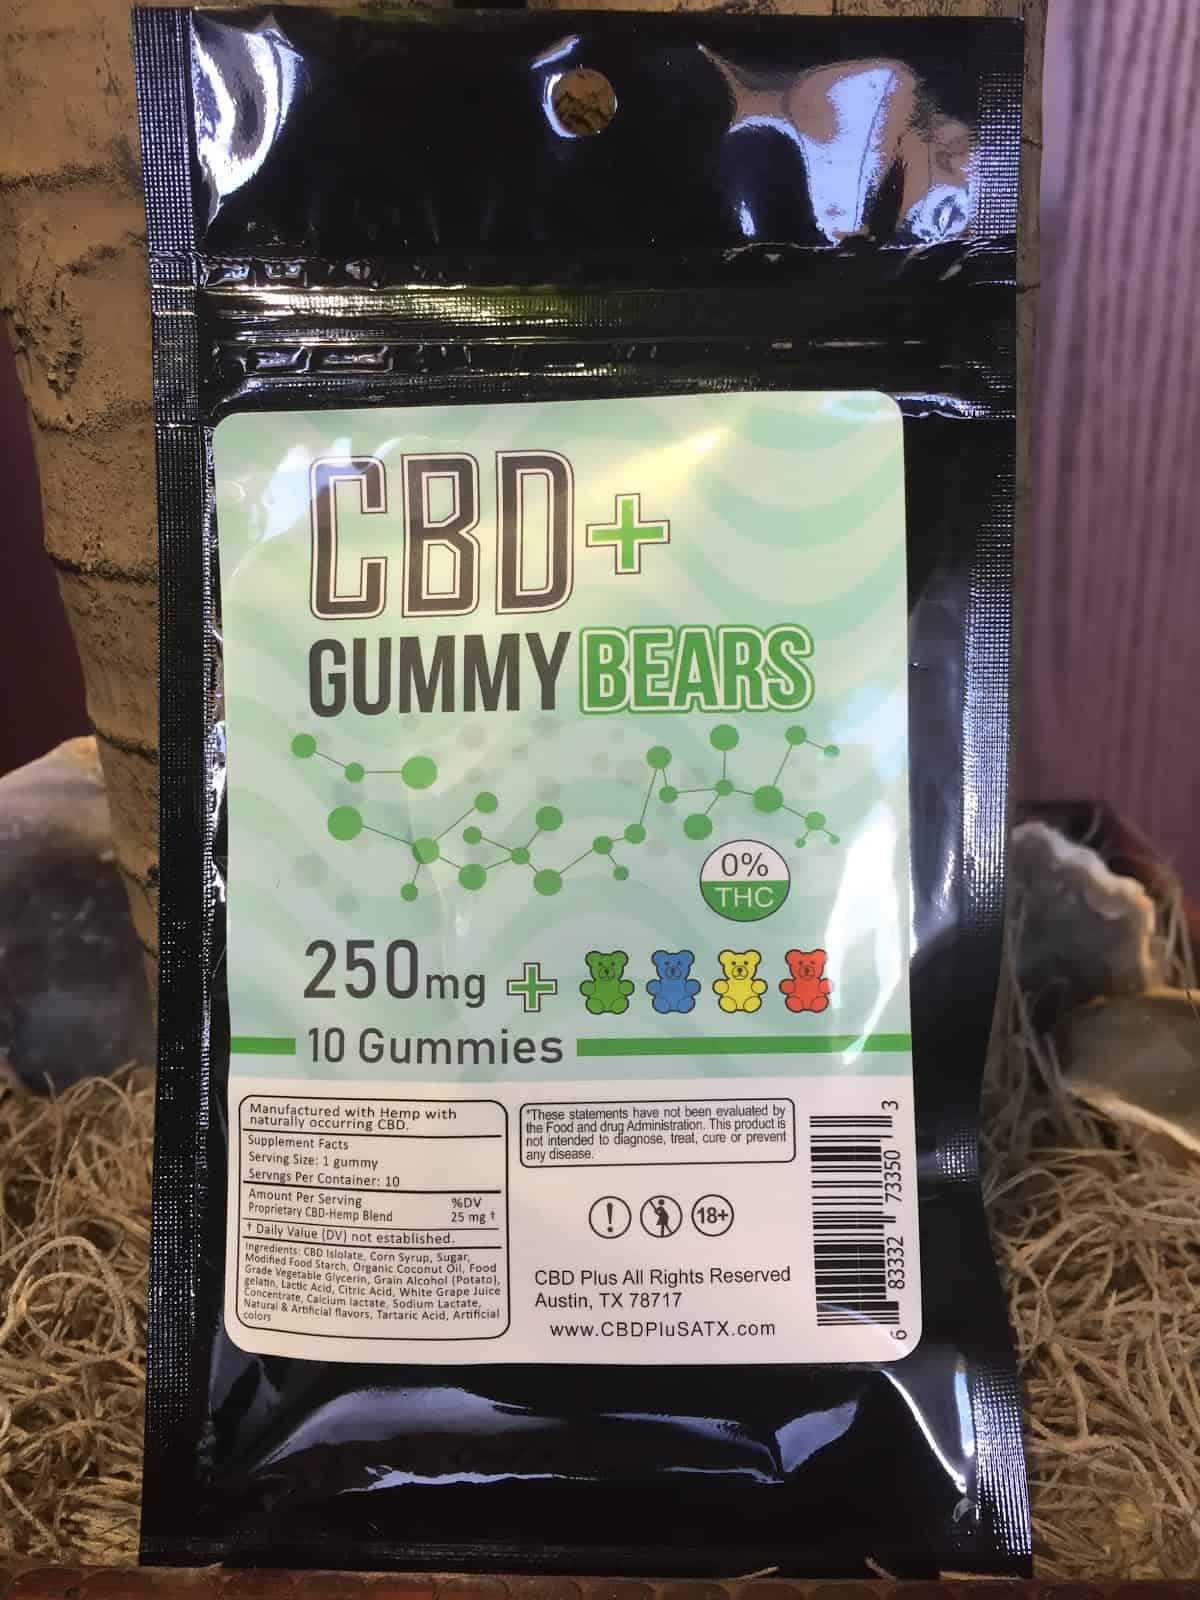 CBD+
GUMMY BEARS
0%
THC
250mg +
10 Gummies
Manufactured with Hemp with
naturally occurring CBD.
Supplement Facts
Serving Size: 1 gummy
Servngs Per Container: 10
Amount Per Serving %DV
Proprietary CBD-Hemp Blend 25 mg †
† Daily Value (DV) not established.
Ingredients: CBD Islolate, Corn Syrup, Sugar,
Modified Food Starch, Organic Coconut Oil, Food
Grade Vegetable Glycerin, Grain Alcohol (Potato),
gelatin, Lactic Acid, Citric Acid, White Grape Juice
Concentrate, Calcium lactate, Sodium Lactate,
Natural & Artificial flavors, Tartaric Acid, Artificial
colors
*These statements have not been evaluated by
the Food and drug Administration. This product is
not intended to diagnose, treat, cure or prevent
any disease.
! 18+
CBD Plus All Rights Reserved
Austin, TX 78717
www.CBDPluSATX.com
6 83332 73350 3